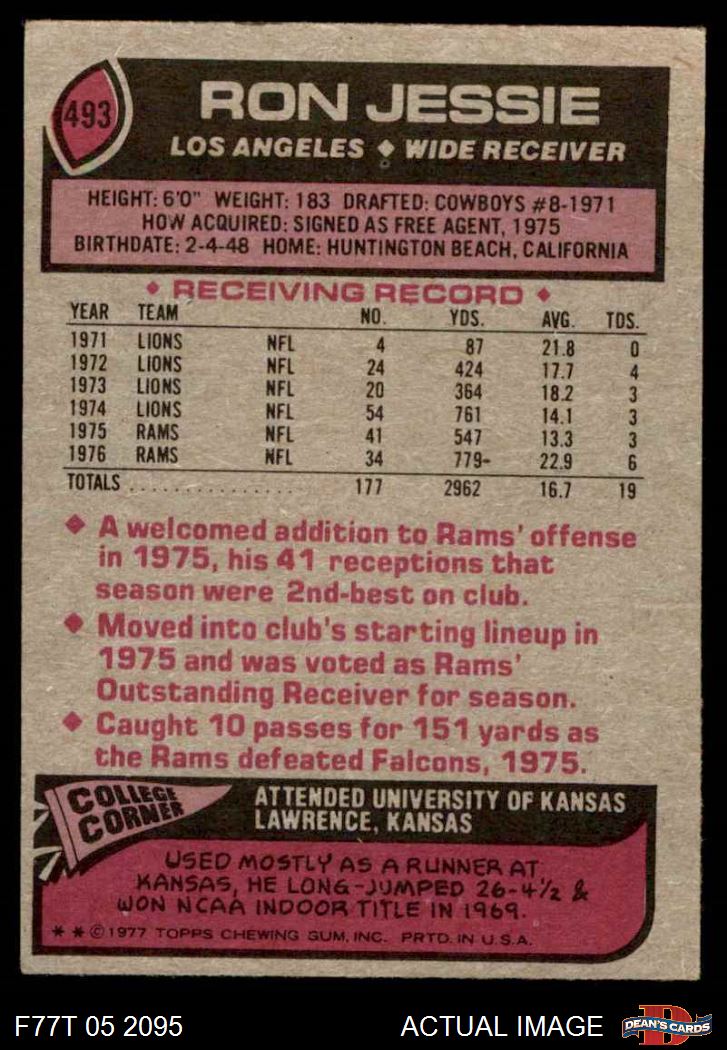 493
RON JESSIE
LOS ANGELES ♦ WIDE RECEIVER
HEIGHT: 6'0" WEIGHT: 183 DRAFTED: COWBOYS #8-1971
HOW ACQUIRED: SIGNED AS FREE AGENT, 1975
BIRTHDATE: 2-4-48 HOME: HUNTINGTON BEACH, CALIFORNIA
♦ RECEIVING RECORD ♦
YEAR TEAM NO. YDS. AVG. TDS.
1971 LIONS NFL 4 87 21.8 0
1972 LIONS NFL 24 424 17.7 4
1973 LIONS NFL 20 364 18.2 3
1974 LIONS NFL 54 761 14.1 3
1975 RAMS NFL 41 547 13.3 3
1976 RAMS NFL 34 779- 22.9 6
TOTALS ................ 177 2962 16.7 19
♦ A welcomed addition to Rams' offense
in 1975, his 41 receptions that
season were 2nd-best on club.
♦ Moved into club's starting lineup in
1975 and was voted as Rams'
Outstanding Receiver for season.
♦ Caught 10 passes for 151 yards as
the Rams defeated Falcons, 1975.
COLLEGE
CORNER
ATTENDED UNIVERSITY OF KANSAS
LAWRENCE, KANSAS
USED MOSTLY AS A RUNNER AT
KANSAS, HE LONG-JUMPED 26-4½ &
WON NCAA INDOOR TITLE IN 1969.
**©1977 TOPPS CHEWING GUM, INC. PRTD. IN U.S.A.
F77T 05 2095
ACTUAL IMAGE
D
DEAN'S CARDS